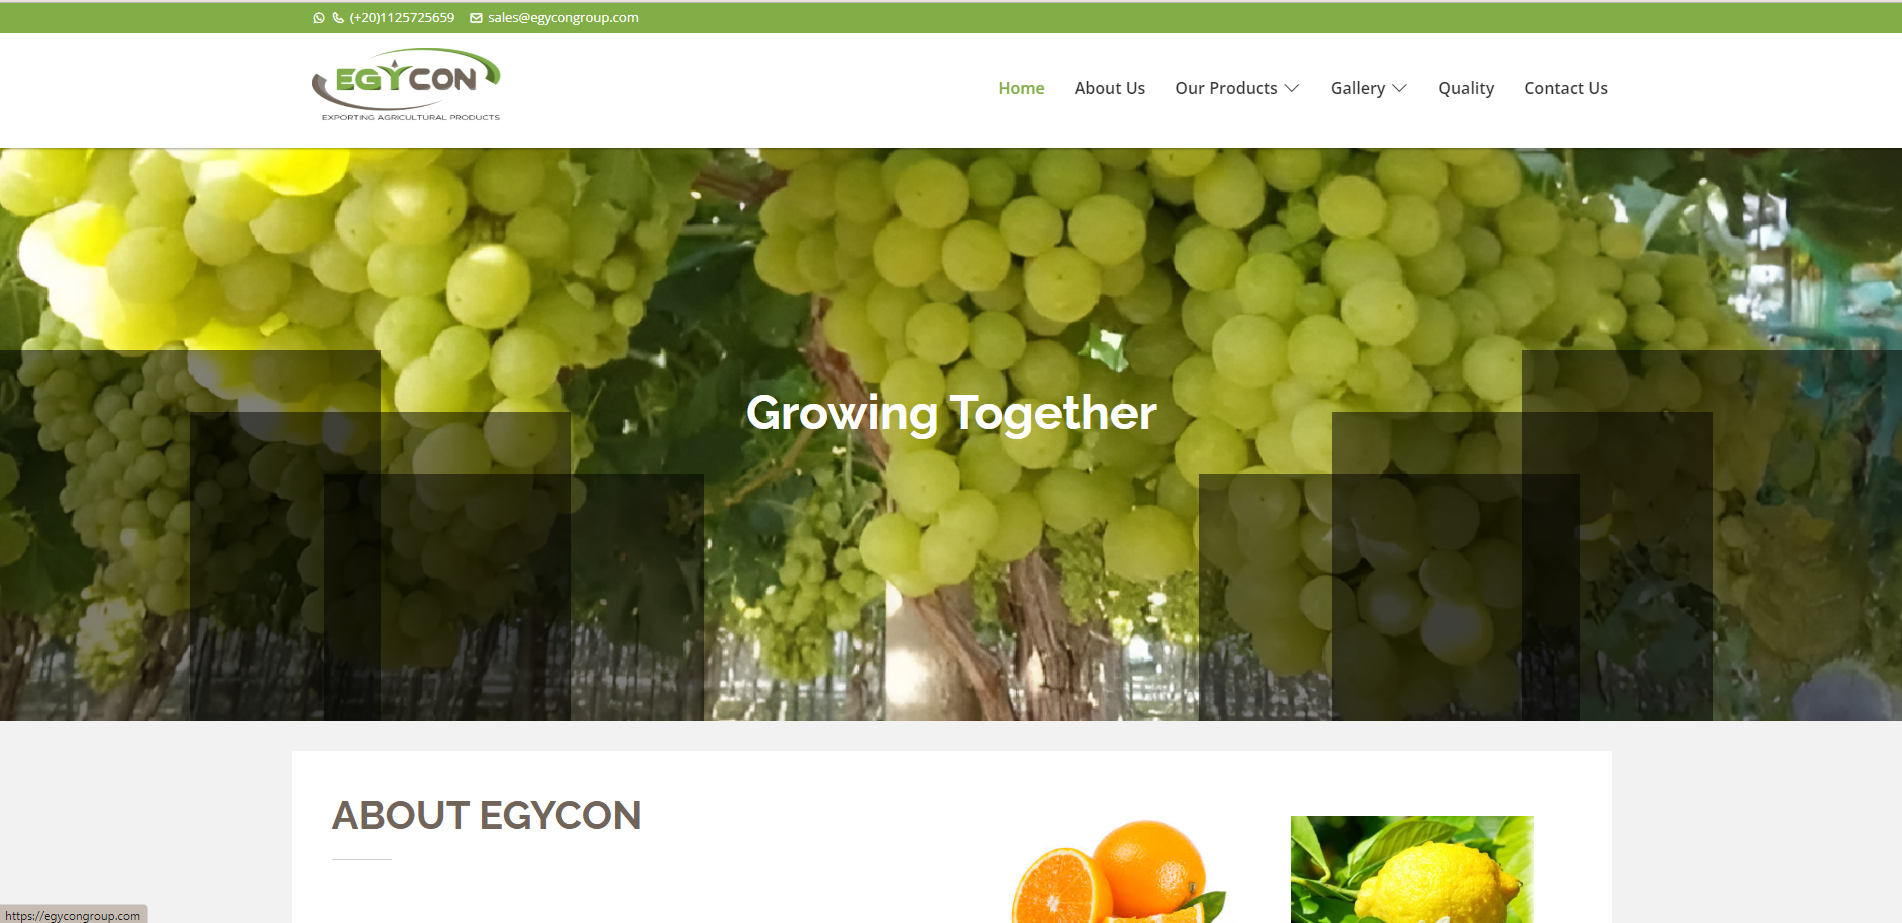 (+20)1125725659 sales@egycongroup.com
EGYCON
EXPORTING AGRICULTURAL PRODUCTS
Home About Us Our Products Gallery Quality Contact Us
Growing Together
ABOUT EGYCON
https://egycongroup.com